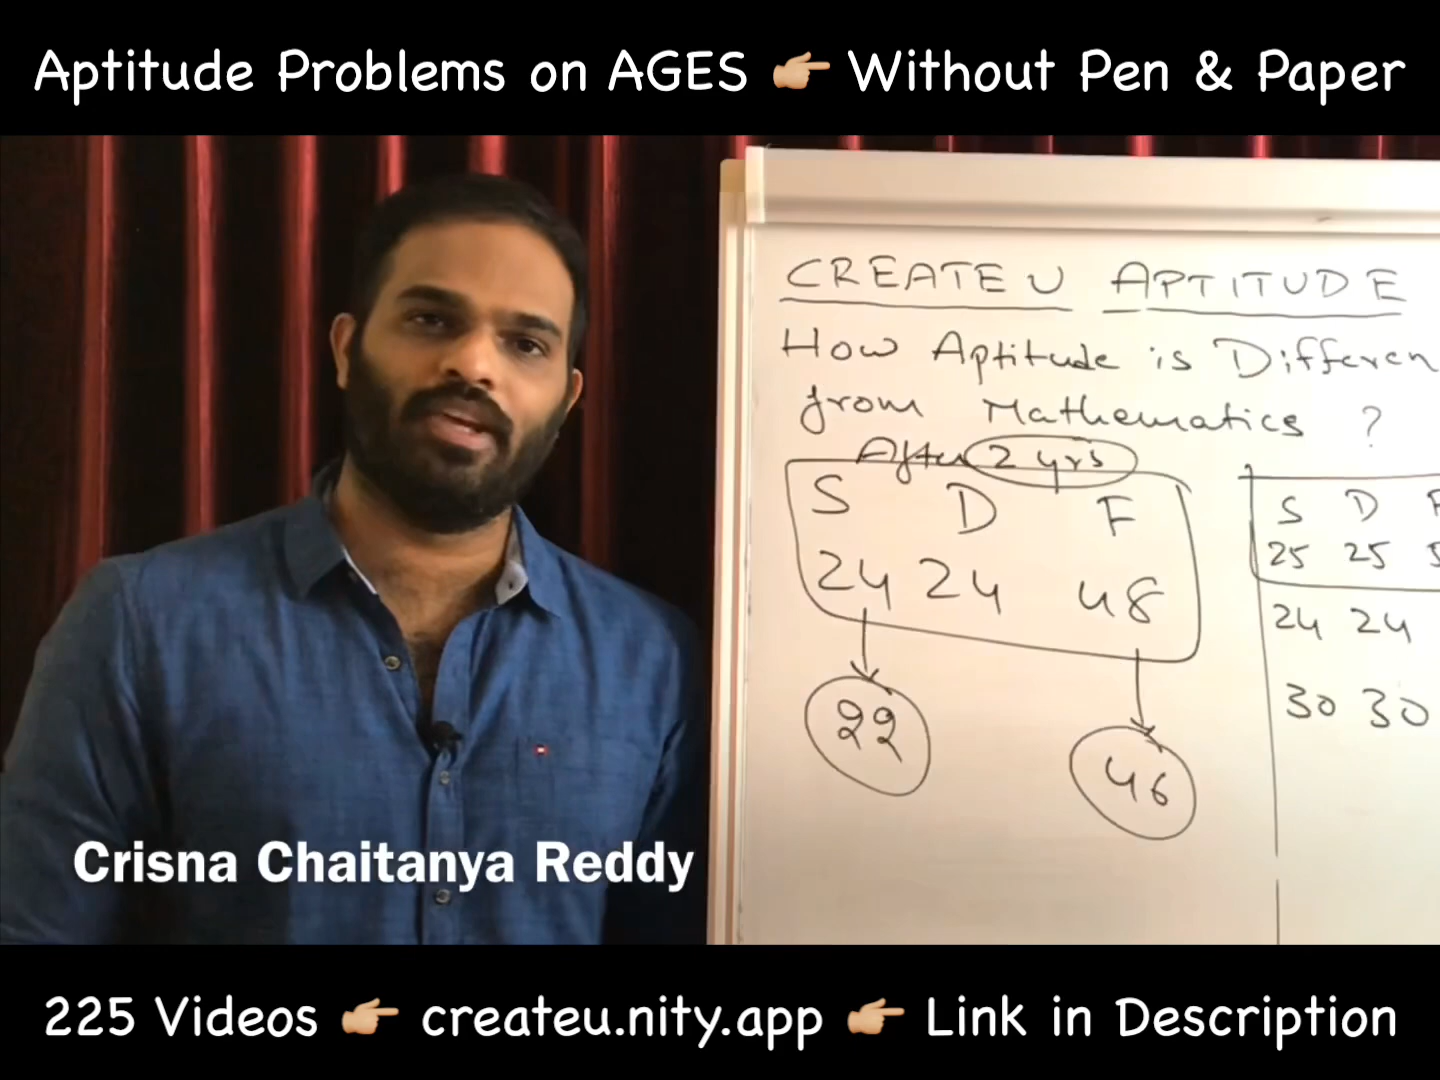 Aptitude Problems on AGES 👉🏼 Without Pen & Paper
CREATE U APTITUDE
How Aptitude is Differen
from Mathematics ?
After 2 yrs
S D F
24 24 48
22 46
S D
25 25
24 24
30 30
Crisna Chaitanya Reddy
225 Videos 👉🏼 createu.nity.app 👉🏼 Link in Description